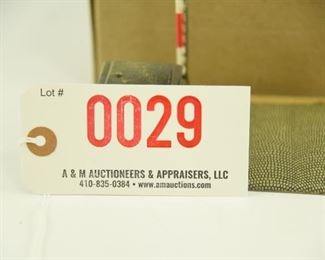 Lot #
0029
A & M AUCTIONEERS & APPRAISERS, LLC
410-835-0384 • www.amauctions.com